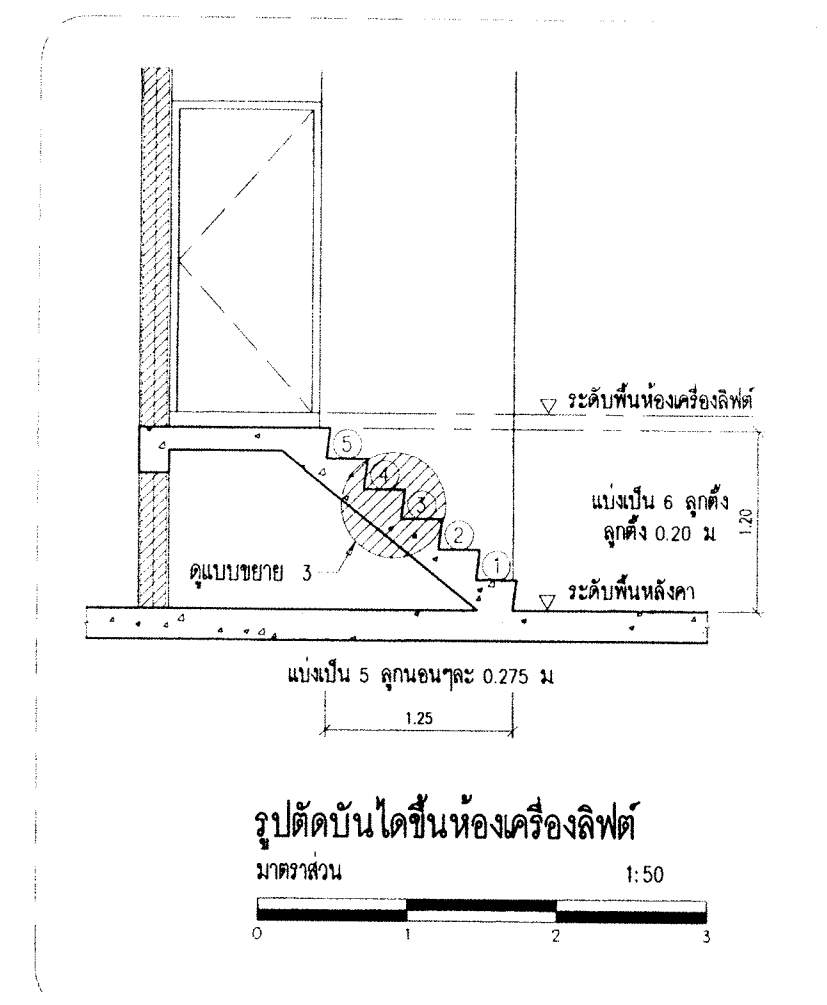 ระดับพื้นห้องเครื่องลิฟต์
5
4
3
2
1
แบ่งเป็น 6 ลูกตั้ง
ลูกตั้ง 0.20 ม
1.20
ดูแบบขยาย 3
ระดับพื้นหลังคา
แบ่งเป็น 5 ลูกนอนๆละ 0.275 ม
1.25
รูปตัดบันไดขึ้นห้องเครื่องลิฟต์
มาตราส่วน 1:50
0 1 2 3